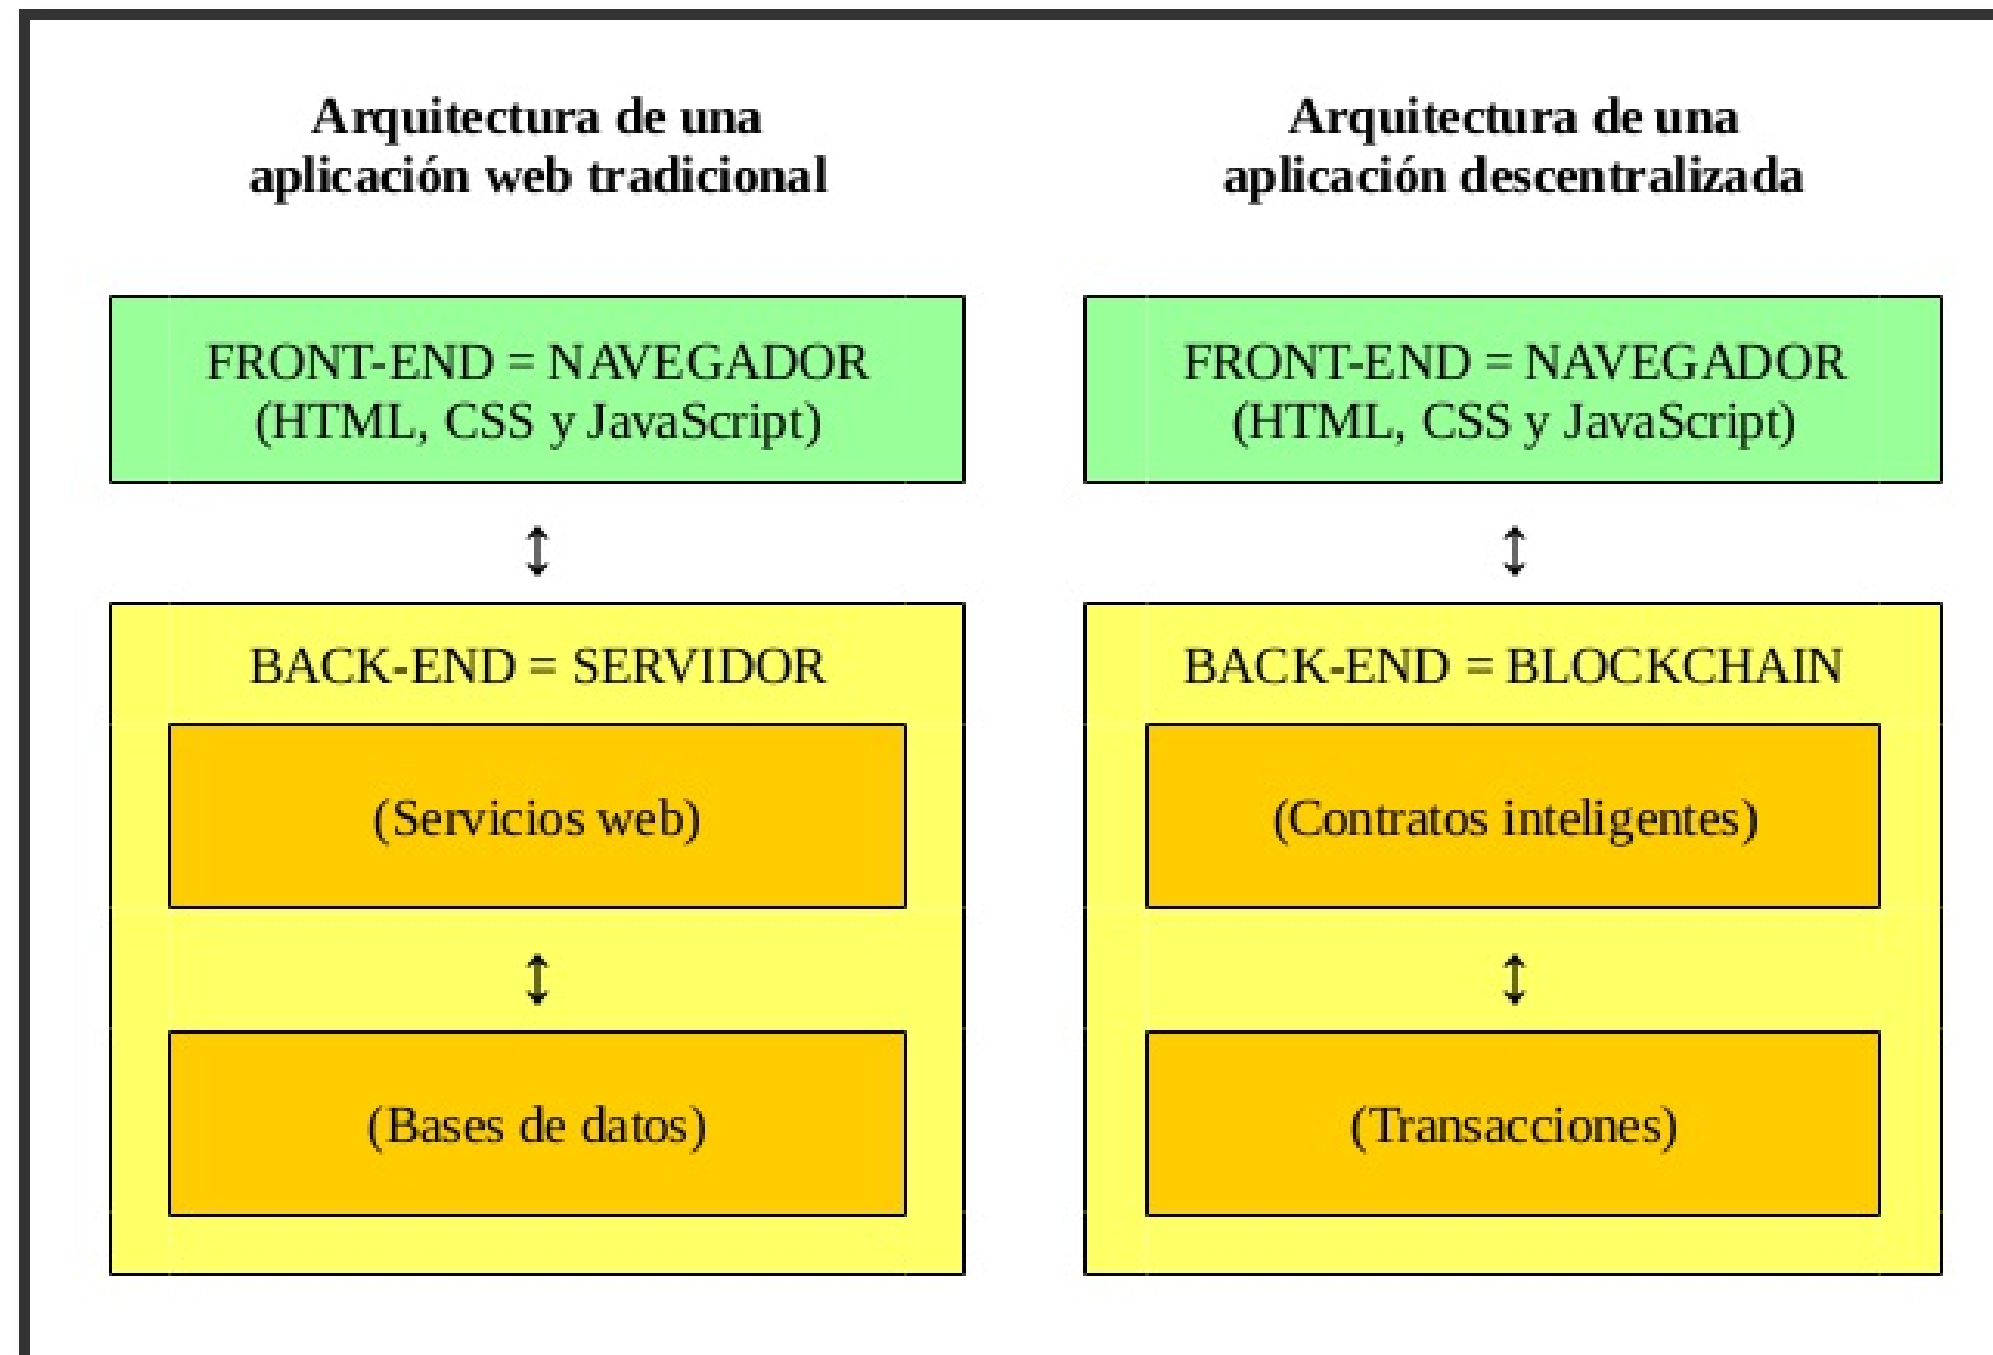 Arquitectura de una
aplicación web tradicional
FRONT-END = NAVEGADOR
(HTML, CSS y JavaScript)
BACK-END = SERVIDOR
(Servicios web)
(Bases de datos)
Arquitectura de una
aplicación descentralizada
FRONT-END = NAVEGADOR
(HTML, CSS y JavaScript)
BACK-END = BLOCKCHAIN
(Contratos inteligentes)
(Transacciones)